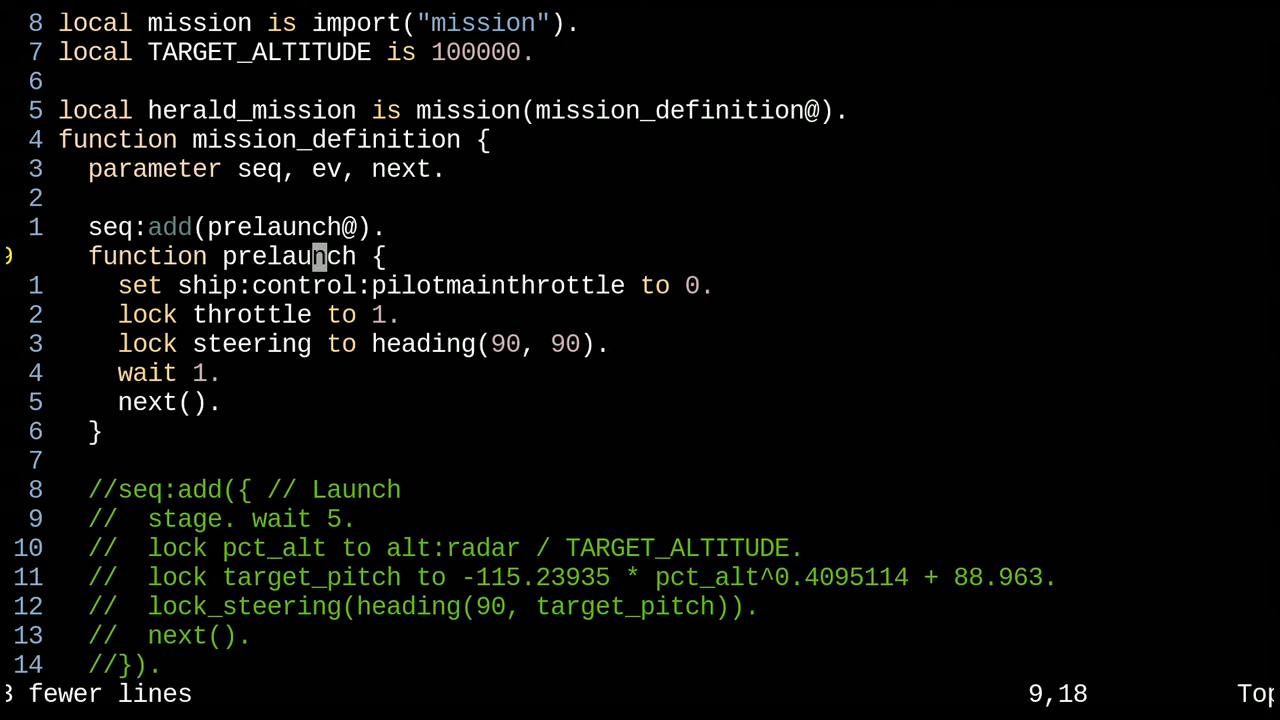 8 local mission is import("mission").
7 local TARGET_ALTITUDE is 100000.
6
5 local herald_mission is mission(mission_definition@).
4 function mission_definition {
3   parameter seq, ev, next.
2
1   seq:add(prelaunch@).
9   function prelaunch {
1     set ship:control:pilotmainthrottle to 0.
2     lock throttle to 1.
3     lock steering to heading(90, 90).
4     wait 1.
5     next().
6   }
7
8   //seq:add({ // Launch
9   //  stage. wait 5.
10   //  lock pct_alt to alt:radar / TARGET_ALTITUDE.
11   //  lock target_pitch to -115.23935 * pct_alt^0.4095114 + 88.963.
12   //  lock_steering(heading(90, target_pitch)).
13   //  next().
14   //}).
3 fewer lines 9,18 Top